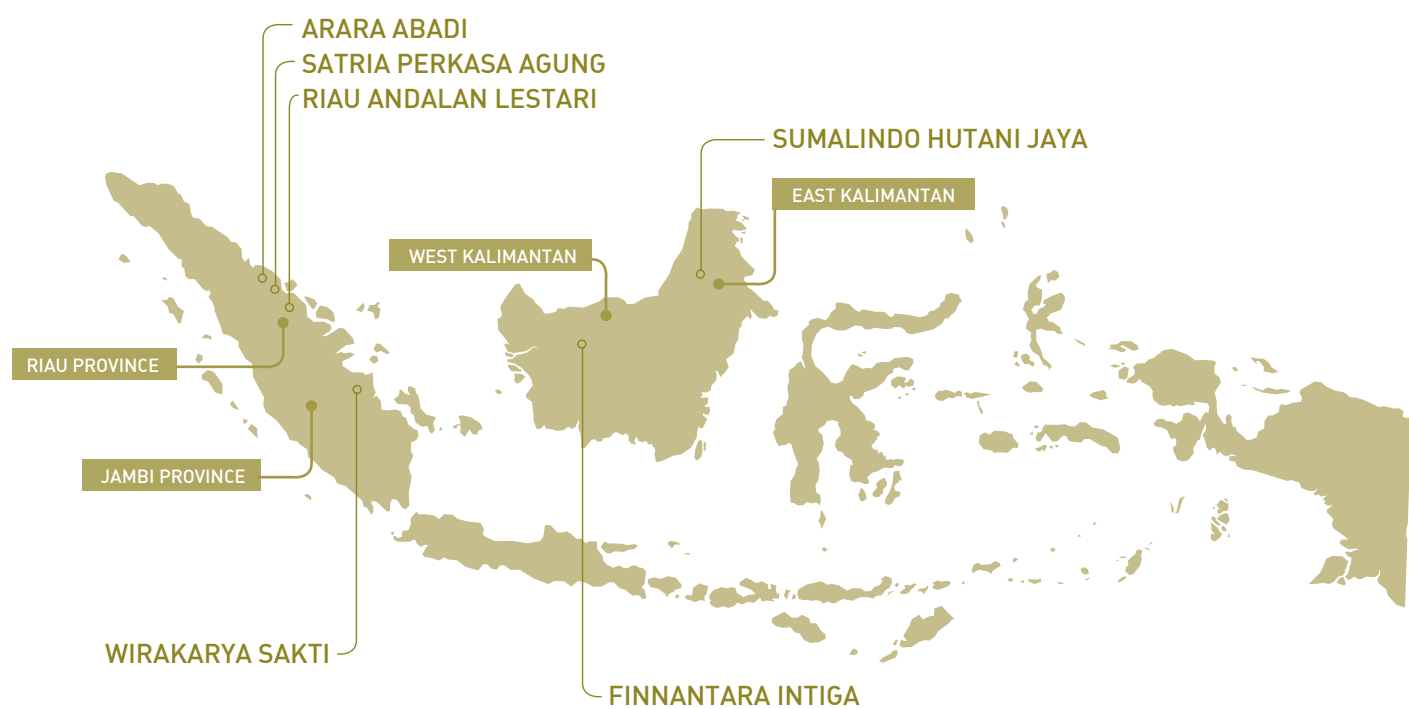 ARARA ABADI
SATRIA PERKASA AGUNG
RIAU ANDALAN LESTARI
SUMALINDO HUTANI JAYA
EAST KALIMANTAN
WEST KALIMANTAN
RIAU PROVINCE
JAMBI PROVINCE
WIRAKARYA SAKTI
FINNANTARA INTIGA